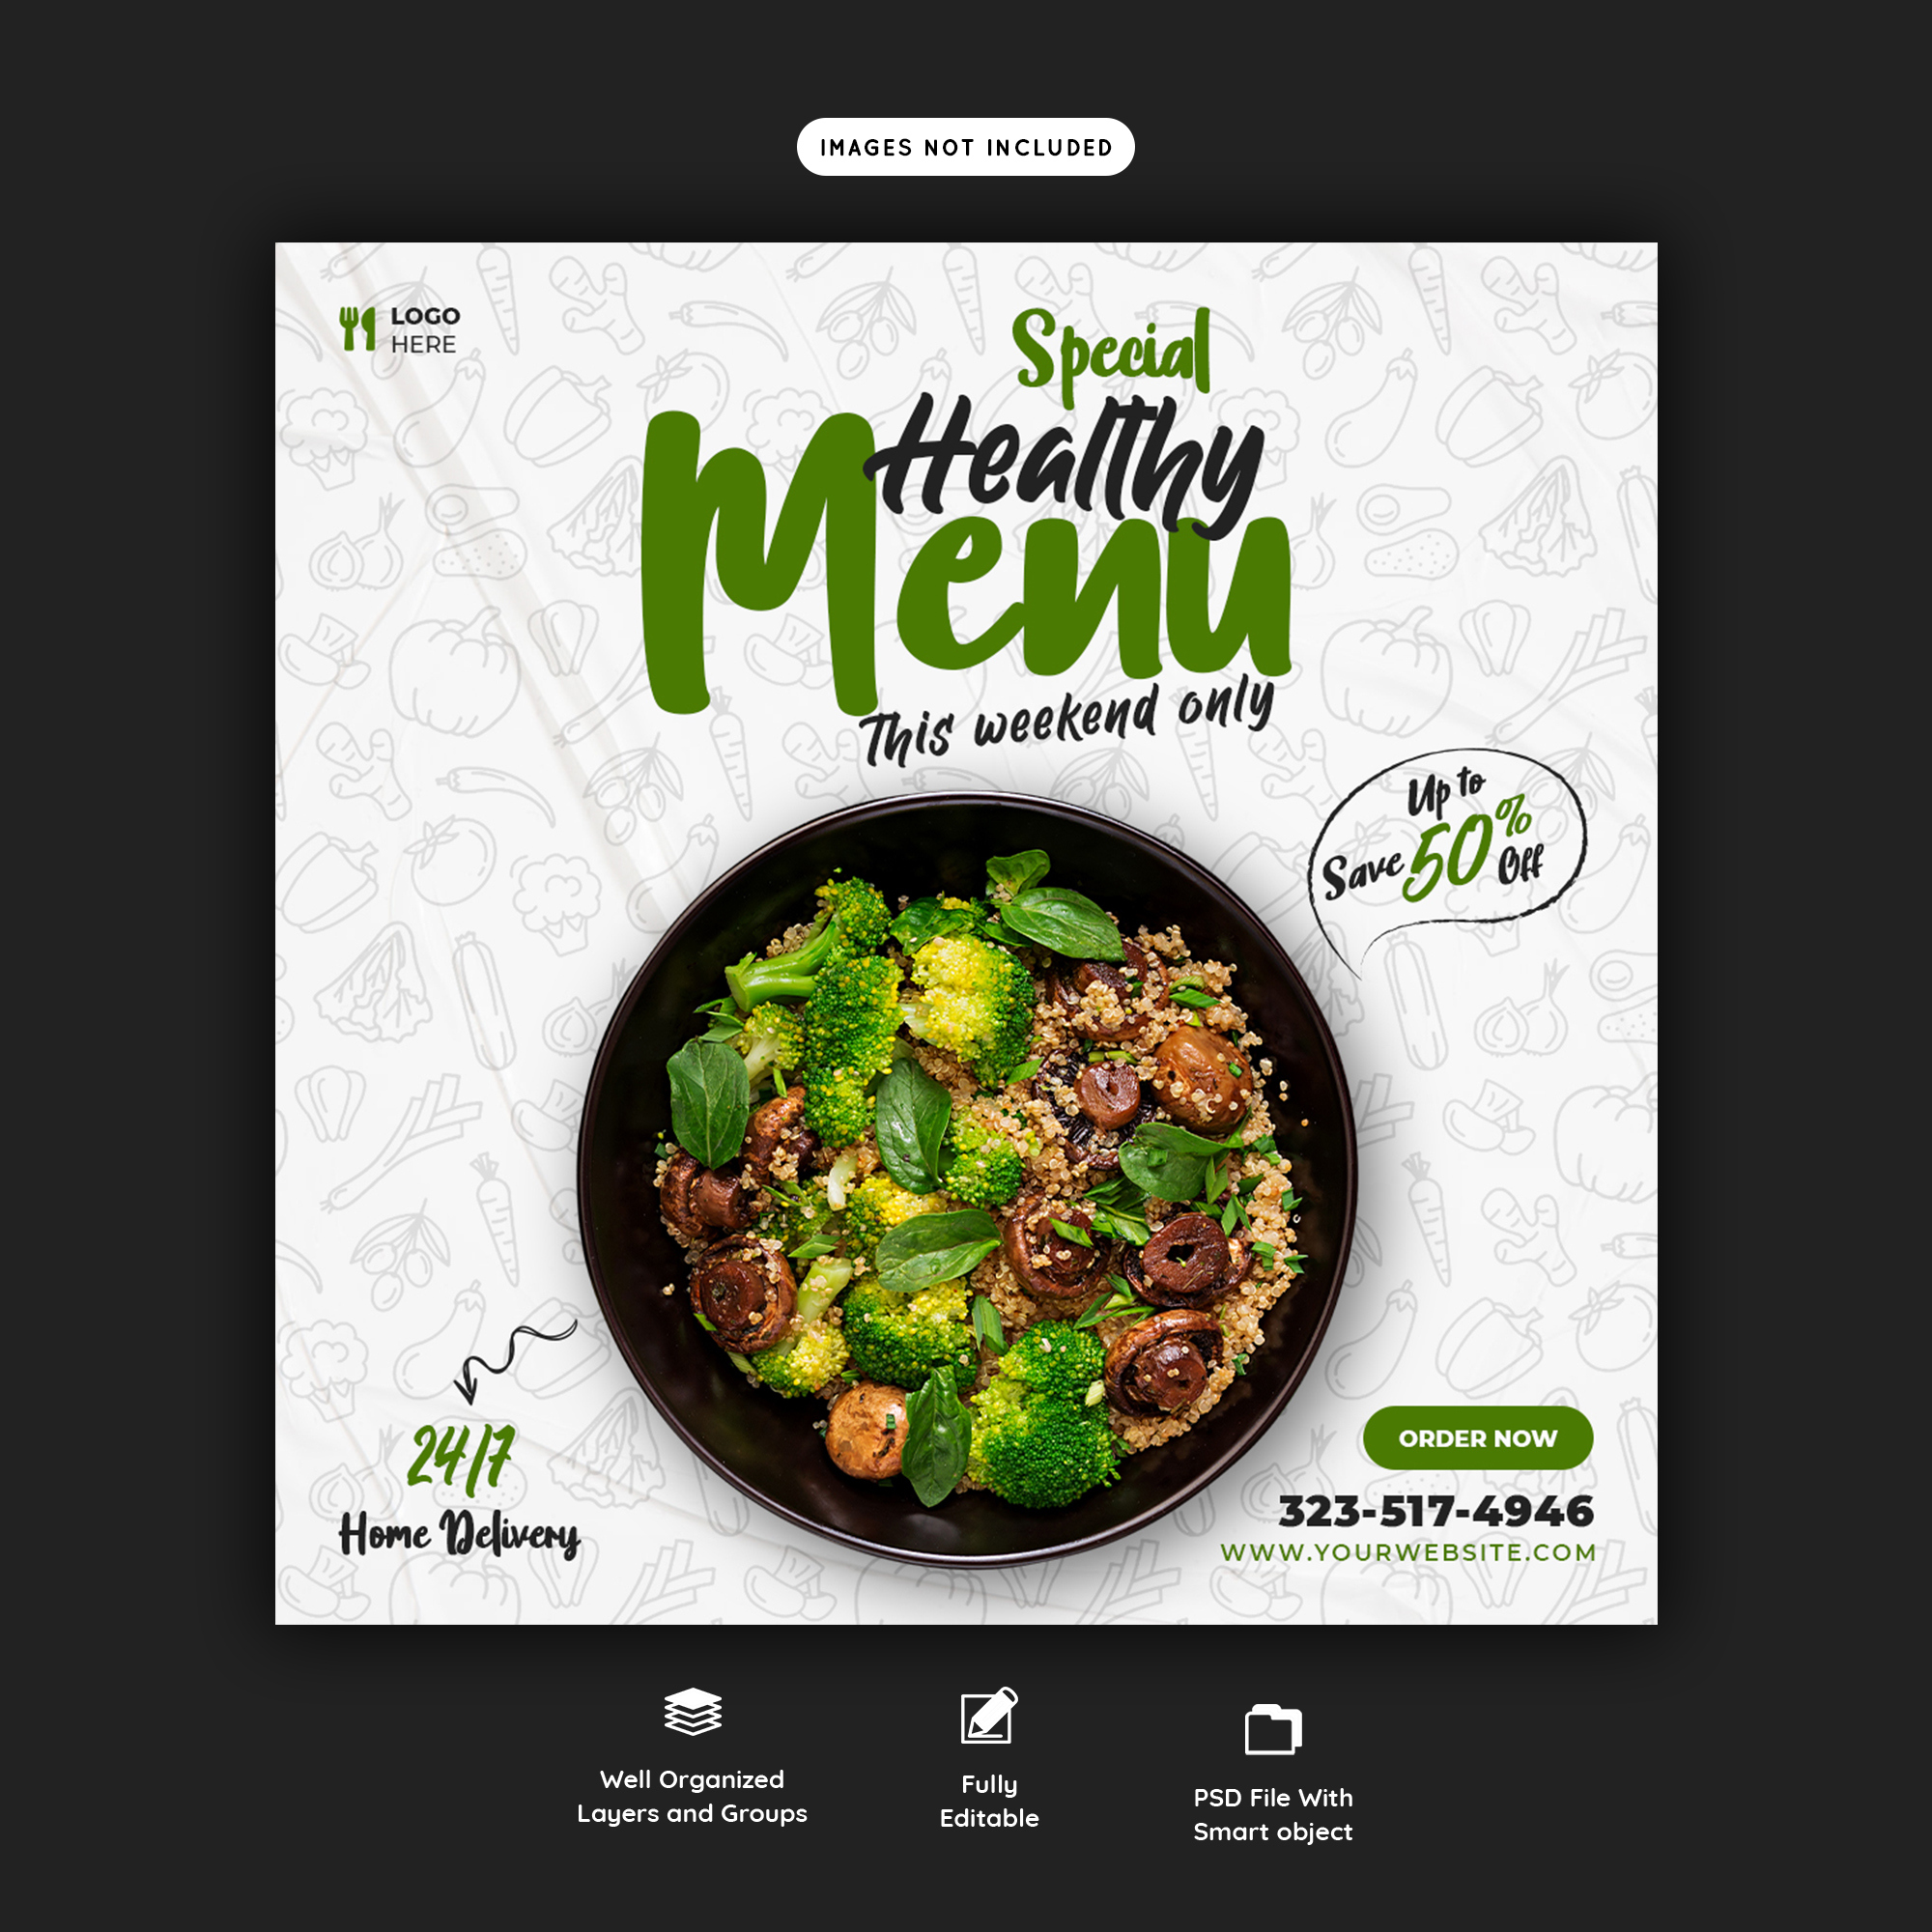 IMAGES NOT INCLUDED
LOGO
HERE
Special
Healthy
Menu
This weekend only
Up to
Save 50% Off
24/7
Home Delivery
ORDER NOW
323-517-4946
WWW.YOURWEBSITE.COM
Well Organized
Layers and Groups
Fully
Editable
PSD File With
Smart object